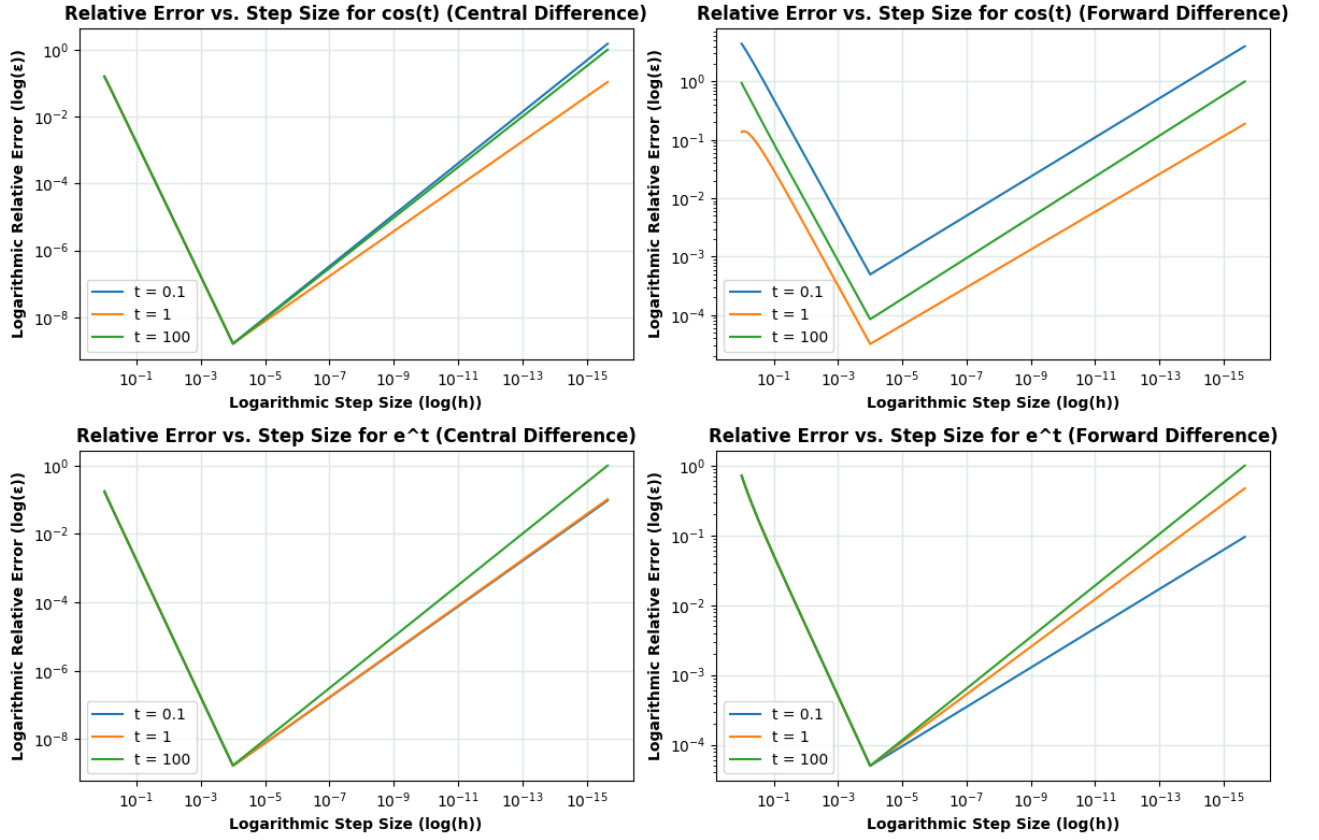 Relative Error vs. Step Size for cos(t) (Central Difference)
Logarithmic Relative Error (log(ε))
10⁰
10⁻²
10⁻⁴
10⁻⁶
10⁻⁸
t = 0.1
t = 1
t = 100
10⁻¹ 10⁻³ 10⁻⁵ 10⁻⁷ 10⁻⁹ 10⁻¹¹ 10⁻¹³ 10⁻¹⁵
Logarithmic Step Size (log(h))
Relative Error vs. Step Size for cos(t) (Forward Difference)
Logarithmic Relative Error (log(ε))
10⁰
10⁻¹
10⁻²
10⁻³
10⁻⁴
t = 0.1
t = 1
t = 100
10⁻¹ 10⁻³ 10⁻⁵ 10⁻⁷ 10⁻⁹ 10⁻¹¹ 10⁻¹³ 10⁻¹⁵
Logarithmic Step Size (log(h))
Relative Error vs. Step Size for e^t (Central Difference)
Logarithmic Relative Error (log(ε))
10⁰
10⁻²
10⁻⁴
10⁻⁶
10⁻⁸
t = 0.1
t = 1
t = 100
10⁻¹ 10⁻³ 10⁻⁵ 10⁻⁷ 10⁻⁹ 10⁻¹¹ 10⁻¹³ 10⁻¹⁵
Logarithmic Step Size (log(h))
Relative Error vs. Step Size for e^t (Forward Difference)
Logarithmic Relative Error (log(ε))
10⁰
10⁻¹
10⁻²
10⁻³
10⁻⁴
t = 0.1
t = 1
t = 100
10⁻¹ 10⁻³ 10⁻⁵ 10⁻⁷ 10⁻⁹ 10⁻¹¹ 10⁻¹³ 10⁻¹⁵
Logarithmic Step Size (log(h))